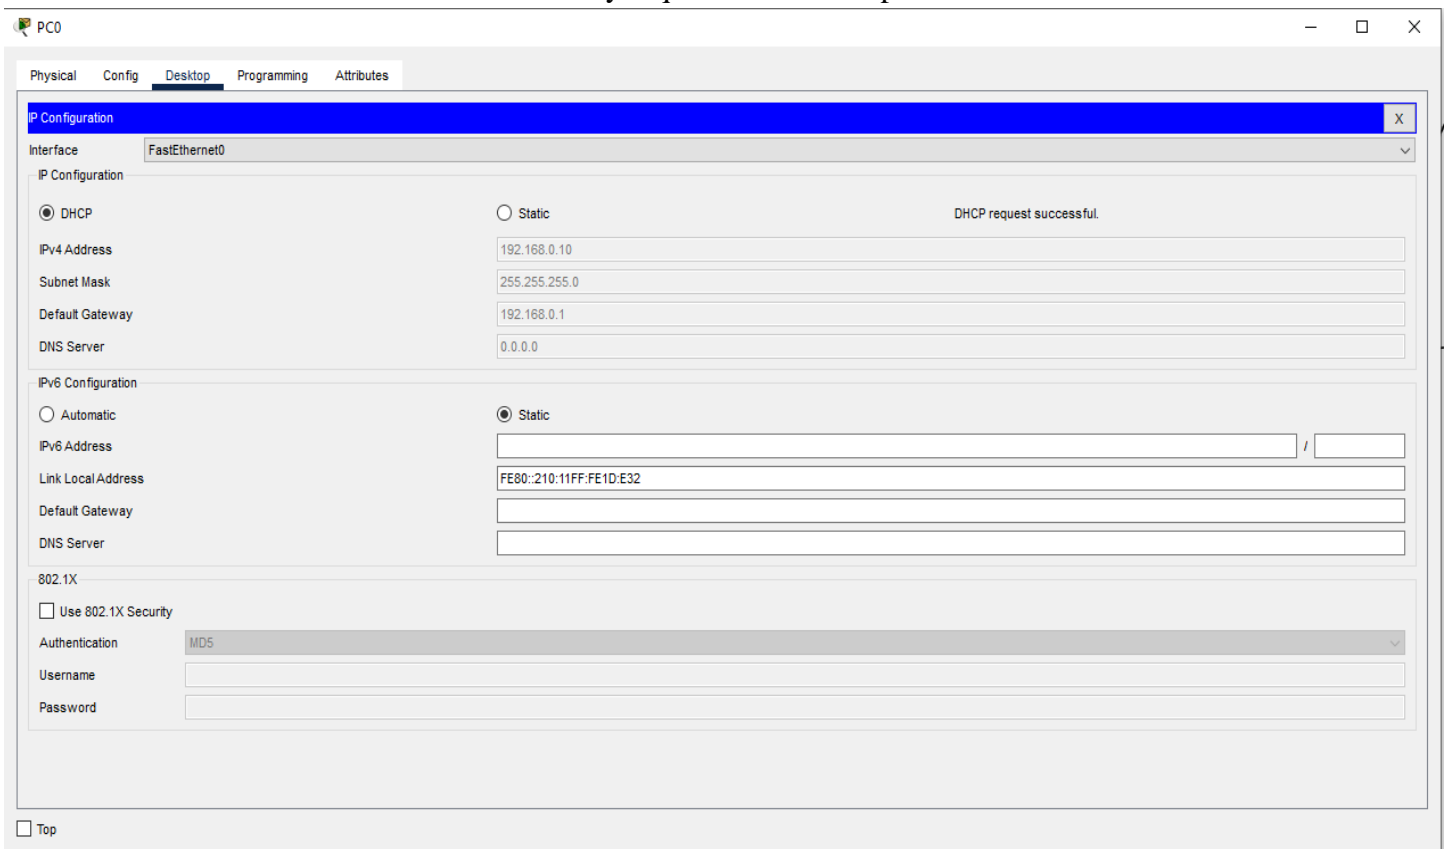 PC0
Physical Config Desktop Programming Attributes
IP Configuration X
Interface FastEthernet0
IP Configuration
DHCP Static DHCP request successful.
IPv4 Address 192.168.0.10
Subnet Mask 255.255.255.0
Default Gateway 192.168.0.1
DNS Server 0.0.0.0
IPv6 Configuration
Automatic Static
IPv6 Address /
Link Local Address FE80::210:11FF:FE1D:E32
Default Gateway
DNS Server
802.1X
Use 802.1X Security
Authentication MD5
Username
Password
Top